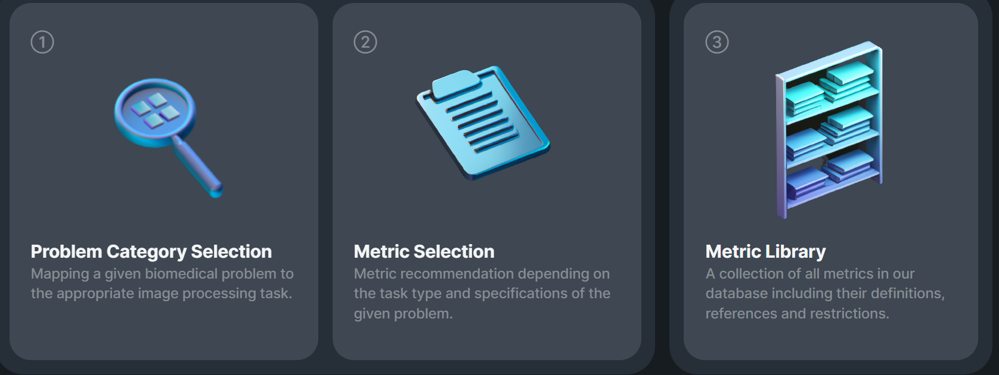 1
Problem Category Selection
Mapping a given biomedical problem to
the appropriate image processing task.
2
Metric Selection
Metric recommendation depending on
the task type and specifications of the
given problem.
3
Metric Library
A collection of all metrics in our
database including their definitions,
references and restrictions.